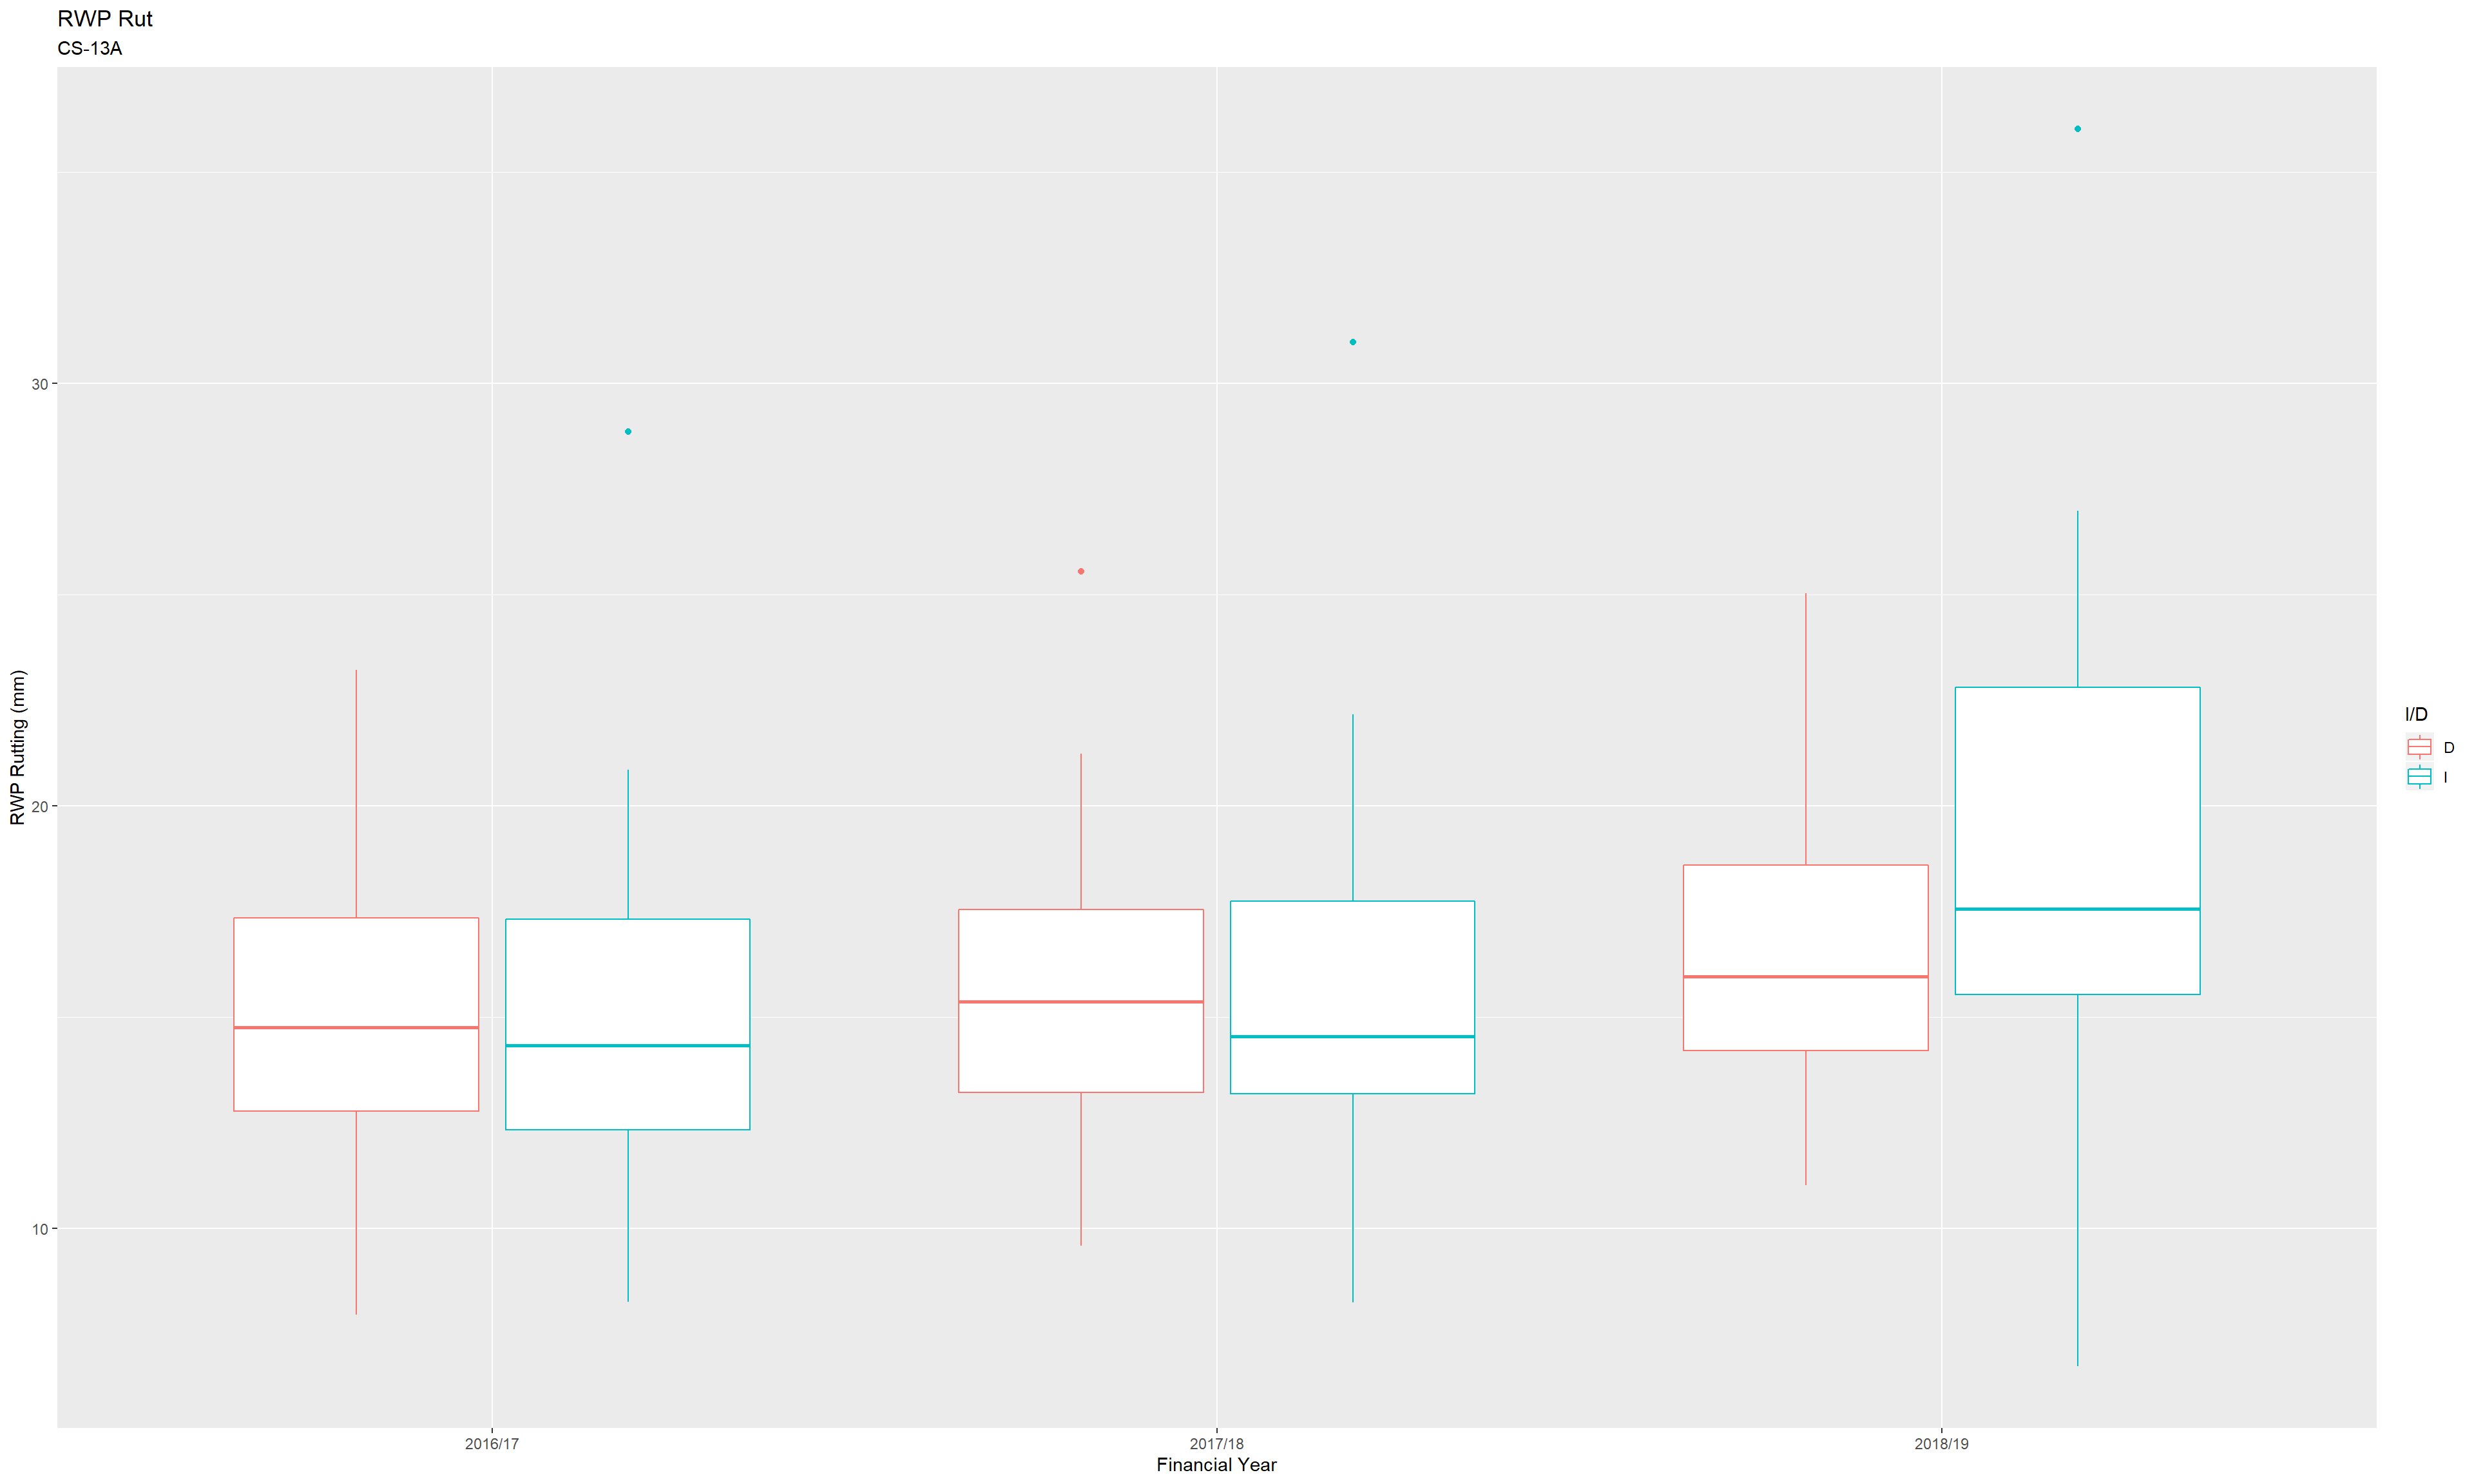 RWP Rut
CS-13A
RWP Rutting (mm)
30
20
10
2016/17
2017/18
2018/19
Financial Year
I/D
D
I